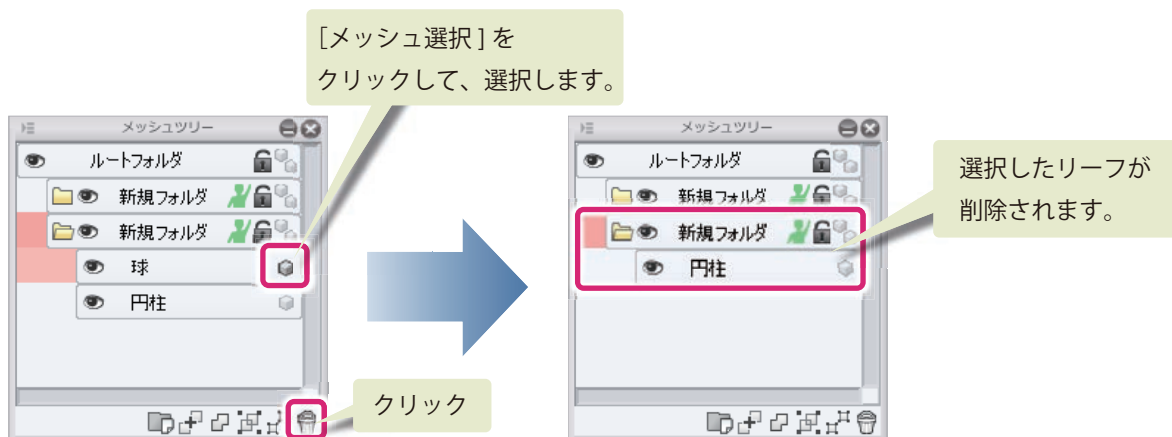 [メッシュ選択]を
クリックして、選択します。
メッシュツリー
ルートフォルダ
新規フォルダ
新規フォルダ
球
円柱
クリック
メッシュツリー
ルートフォルダ
新規フォルダ
新規フォルダ
円柱
選択したリーフが
削除されます。